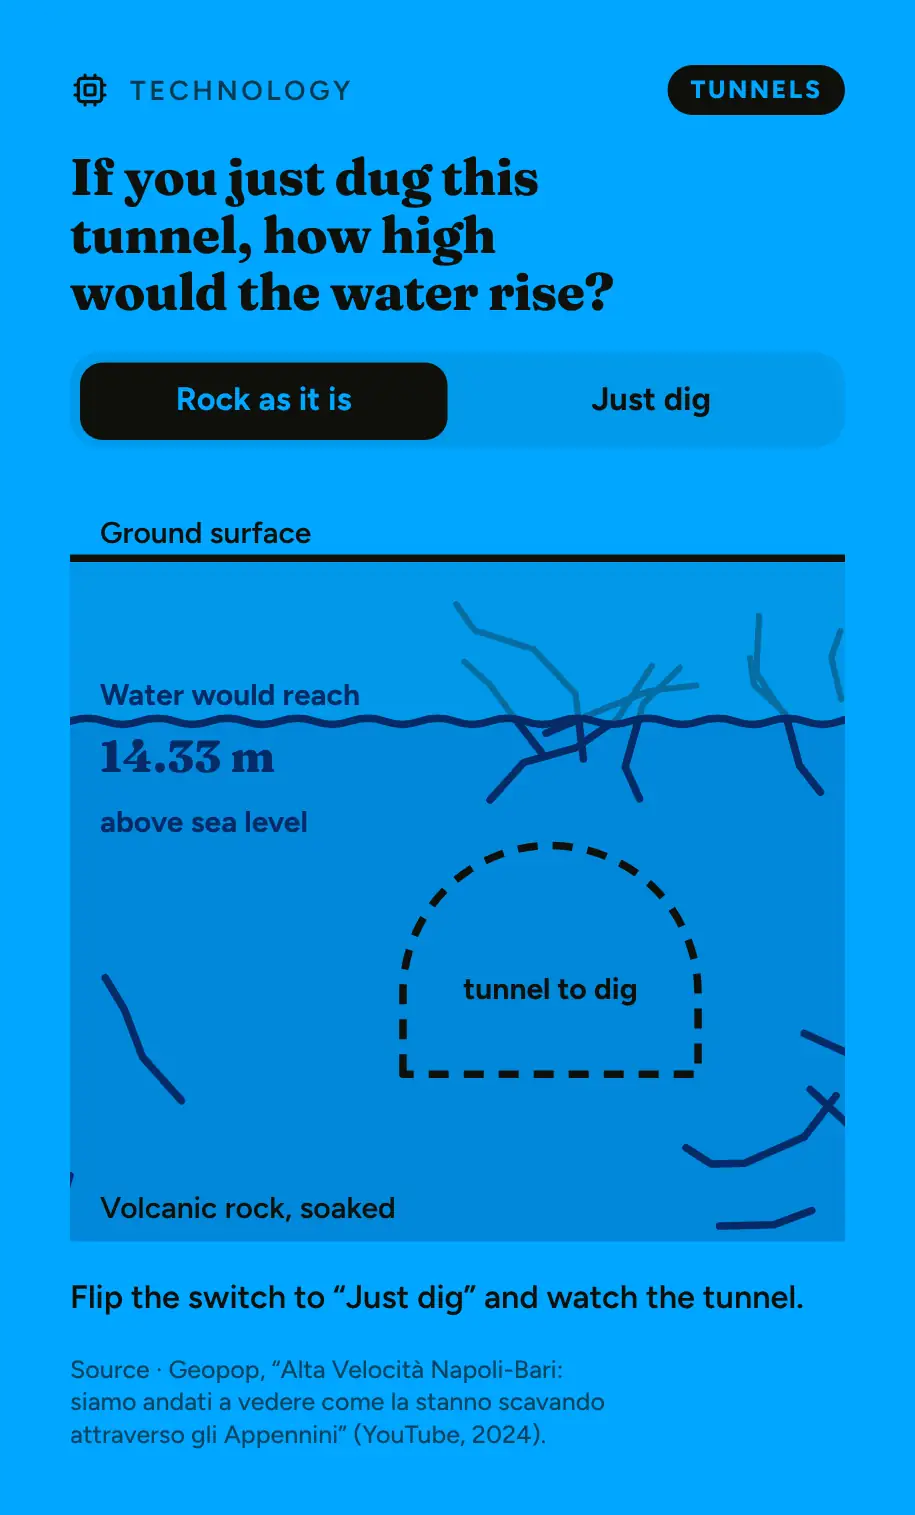 TECHNOLOGY
TUNNELS
If you just dug this
tunnel, how high
would the water rise?
Rock as it is
Just dig
Ground surface
Water would reach
14.33 m
above sea level
tunnel to dig
Volcanic rock, soaked
Flip the switch to “Just dig” and watch the tunnel.
Source · Geopop, “Alta Velocità Napoli-Bari:
siamo andati a vedere come la stanno scavando
attraverso gli Appennini” (YouTube, 2024).